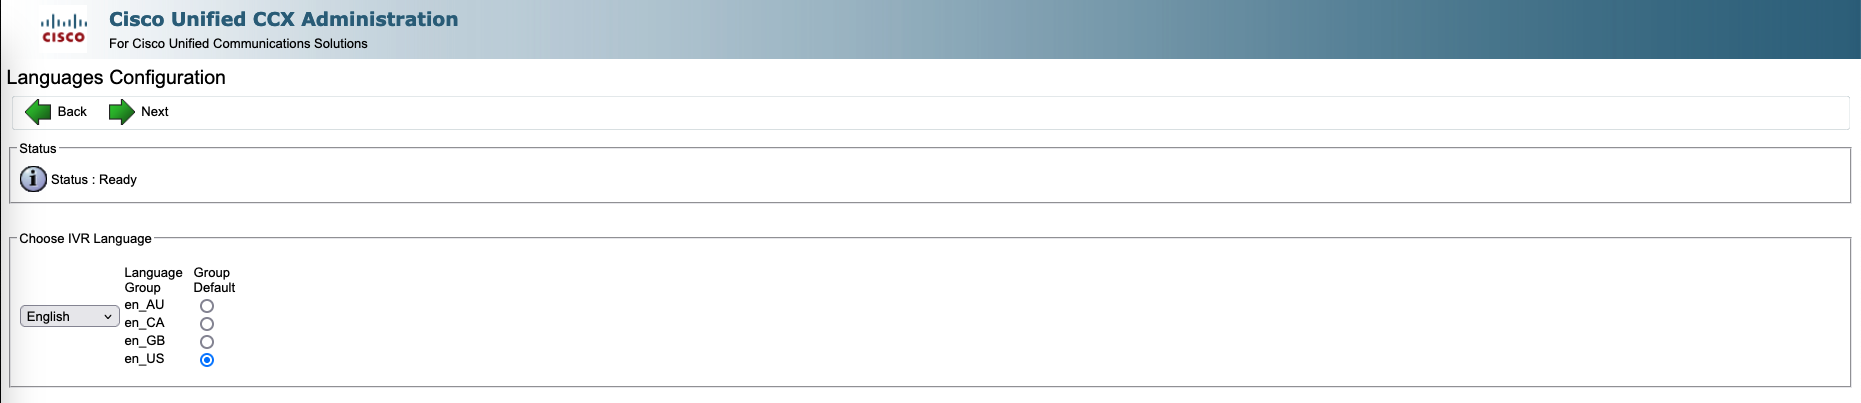 CISCO
Cisco Unified CCX Administration
For Cisco Unified Communications Solutions
Languages Configuration
Back Next
Status
i Status : Ready
Choose IVR Language
Language Group
Group Default
English
en_AU
en_CA
en_GB
en_US